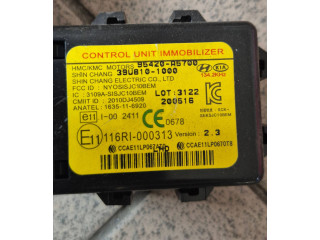 CONTROL UNIT IMMOBILIZER
HMC/KMC MOTORS 95420-A5700
SHIN CHANG 39U810-1000
SHIN CHANG ELECTRIC CO., LTD
KIA
134.2KHz
FCC ID : NYOSISJC10BEM
IC : 3109A-SISJC10BEM
LOT : 3122
CMIIT ID : 2010DJ4509
200516
ANATEL : 1635-11-6920
e11 I-00 2411
CE 0678
E11 116RI-000313 Version : 2.3
CCAE11LP0670T8